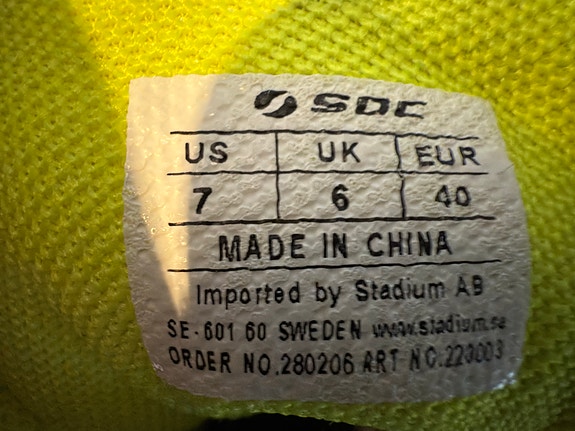 SOC
US UK EUR
7 6 40
MADE IN CHINA
Imported by Stadium AB
SE-601 60 SWEDEN www.stadium.se
ORDER NO.280206 ART NO.220003